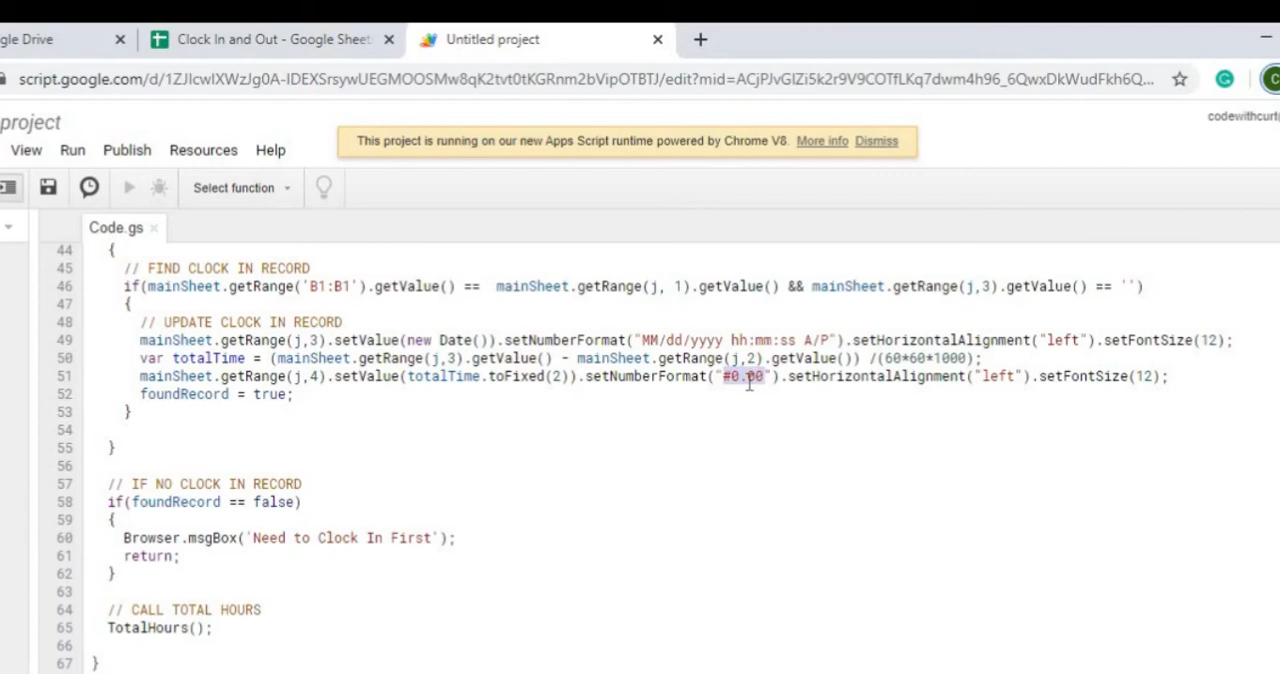 gle Drive
Clock In and Out - Google Sheet
Untitled project
script.google.com/d/1ZJlcwIXWzJg0A-IDEXSrsywUEGMOOSMw8qK2tvt0tKGRnm2bVipOTBTJ/edit?mid=ACjPJvGlZi5k2r9V9COTfLKq7dwm4h96_6QwxDkWudFkh6Q...
C
project
codewithcurt(
This project is running on our new Apps Script runtime powered by Chrome V8. More info Dismiss
View Run Publish Resources Help
Select function
Code.gs
44 {
45 // FIND CLOCK IN RECORD
46 if(mainSheet.getRange('B1:B1').getValue() == mainSheet.getRange(j, 1).getValue() && mainSheet.getRange(j,3).getValue() == '')
47 {
48 // UPDATE CLOCK IN RECORD
49 mainSheet.getRange(j,3).setValue(new Date()).setNumberFormat("MM/dd/yyyy hh:mm:ss A/P").setHorizontalAlignment("left").setFontSize(12);
50 var totalTime = (mainSheet.getRange(j,3).getValue() - mainSheet.getRange(j,2).getValue()) /(60*60*1000);
51 mainSheet.getRange(j,4).setValue(totalTime.toFixed(2)).setNumberFormat("#0.00").setHorizontalAlignment("left").setFontSize(12);
52 foundRecord = true;
53 }
54
55 }
56
57 // IF NO CLOCK IN RECORD
58 if(foundRecord == false)
59 {
60 Browser.msgBox('Need to Clock In First');
61 return;
62 }
63
64 // CALL TOTAL HOURS
65 TotalHours();
66
67 }